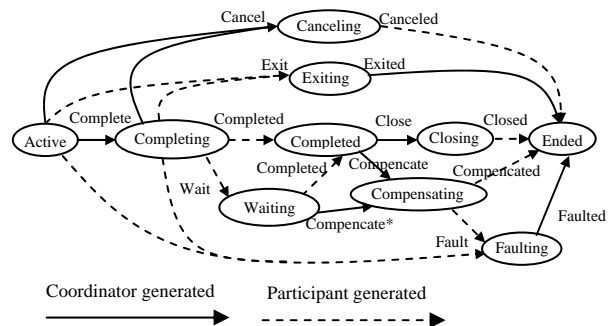 Cancel
Canceling
Canceled
Exit
Exiting
Exited
Complete
Completed
Close
Closed
Active
Completing
Completed
Closing
Ended
Completed
Compencate
Compencated
Wait
Waiting
Compensating
Compencate*
Fault
Faulting
Faulted
Coordinator generated
Participant generated